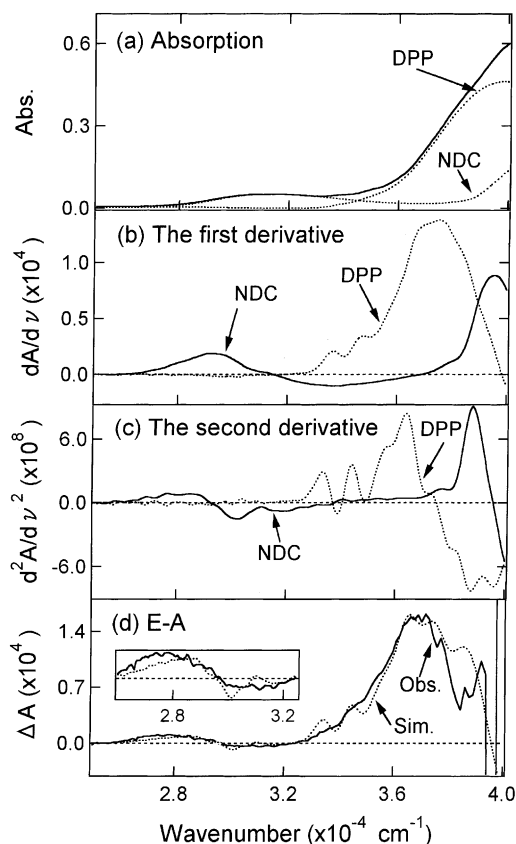 (a) Absorption
DPP
NDC
0.6
0.3
0.0
Abs.
(b) The first derivative
NDC
DPP
1.0
0.5
0.0
dA/dν (x10⁴)
(c) The second derivative
DPP
NDC
6.0
0.0
-6.0
d²A/dν² (x10⁸)
(d) E-A
2.8 3.2
Obs.
Sim.
1.4
0.7
0.0
ΔA (x10⁴)
2.8 3.2 3.6 4.0
Wavenumber (x10⁻⁴ cm⁻¹)